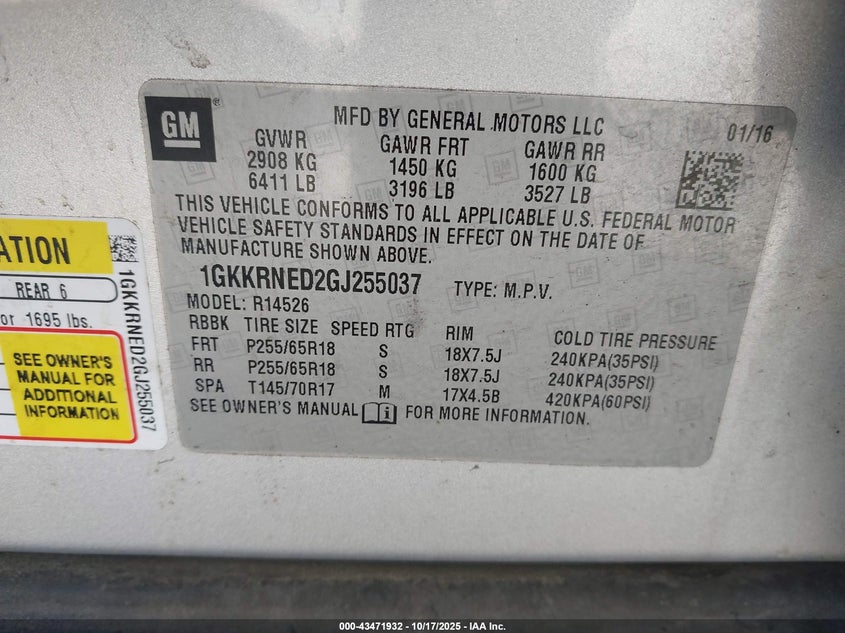 GM
MFD BY GENERAL MOTORS LLC 01/16
GVWR GAWR FRT GAWR RR
2908 KG 1450 KG 1600 KG
6411 LB 3196 LB 3527 LB
THIS VEHICLE CONFORMS TO ALL APPLICABLE U.S. FEDERAL MOTOR
VEHICLE SAFETY STANDARDS IN EFFECT ON THE DATE OF
MANUFACTURE SHOWN ABOVE.
1GKKRNED2GJ255037 TYPE: M.P.V.
MODEL: R14526
RBBK TIRE SIZE SPEED RTG RIM COLD TIRE PRESSURE
FRT P255/65R18 S 18X7.5J 240KPA(35PSI)
RR P255/65R18 S 18X7.5J 240KPA(35PSI)
SPA T145/70R17 M 17X4.5B 420KPA(60PSI)
SEE OWNER'S MANUAL i FOR MORE INFORMATION.
ATION
REAR 6
or 1695 lbs.
SEE OWNER'S
MANUAL FOR
ADDITIONAL
INFORMATION
1GKKRNED2GJ255037
000-43471932 - 10/17/2025 - IAA Inc.